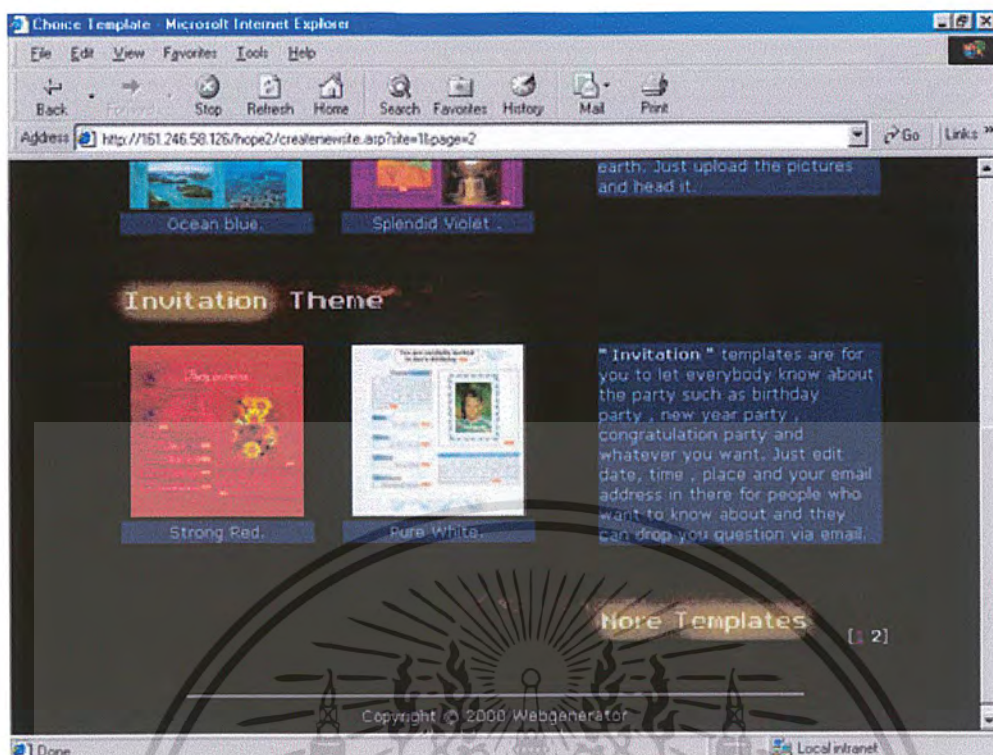 Choice Template - Microsoft Internet Explorer
File Edit View Favorites Tools Help
Back Forward Stop Refresh Home Search Favorites History Mail Print
Address http://161.246.58.126/hope2/createnewsite.asp?site=1&page=2 Go Links »
earth. Just upload the pictures
and head it.
Ocean blue. Splendid Violet .
Invitation Theme
" Invitation " templates are for
you to let everybody know about
the party such as birthday
party , new year party ,
congratulation party and
whatever you want. Just edit
date, time , place and your email
address in there for people who
want to know about and they
can drop you question via email.
Strong Red. Pure White.
More Templates
[1 2]
Copyright © 2000 Webgenerator
Done Local intranet